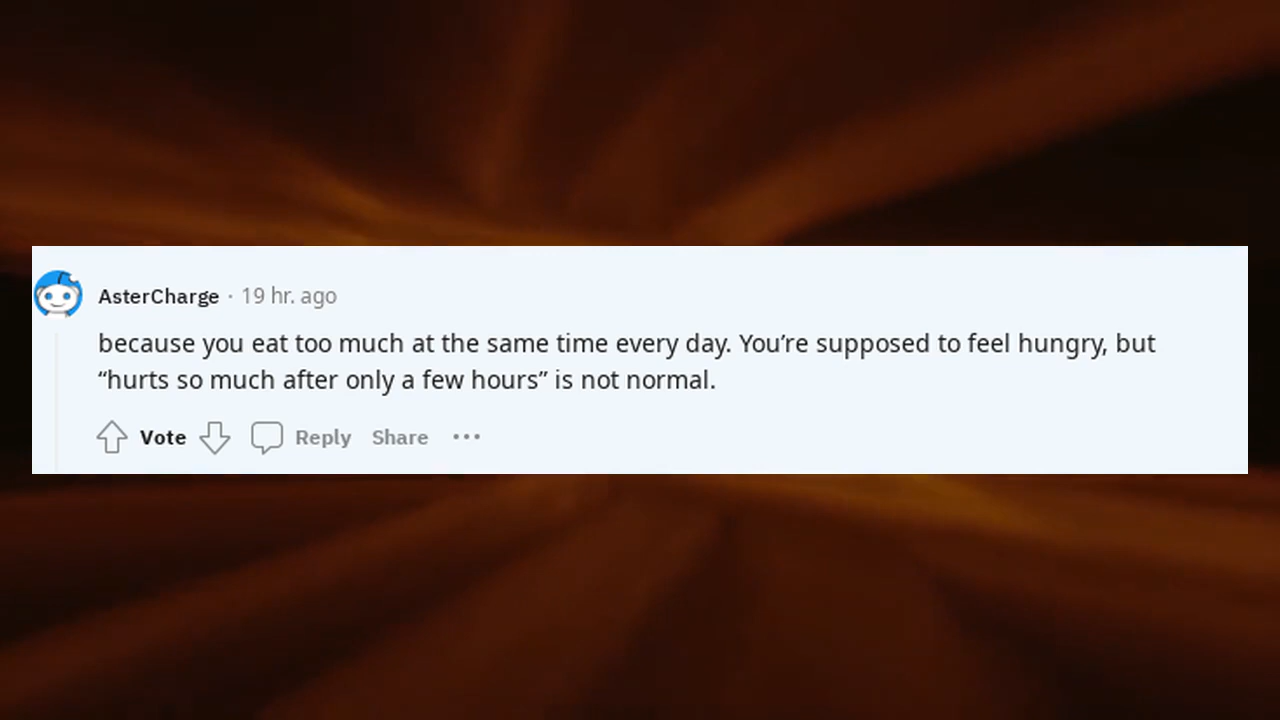 AsterCharge · 19 hr. ago
because you eat too much at the same time every day. You’re supposed to feel hungry, but
“hurts so much after only a few hours” is not normal.
Vote Reply Share